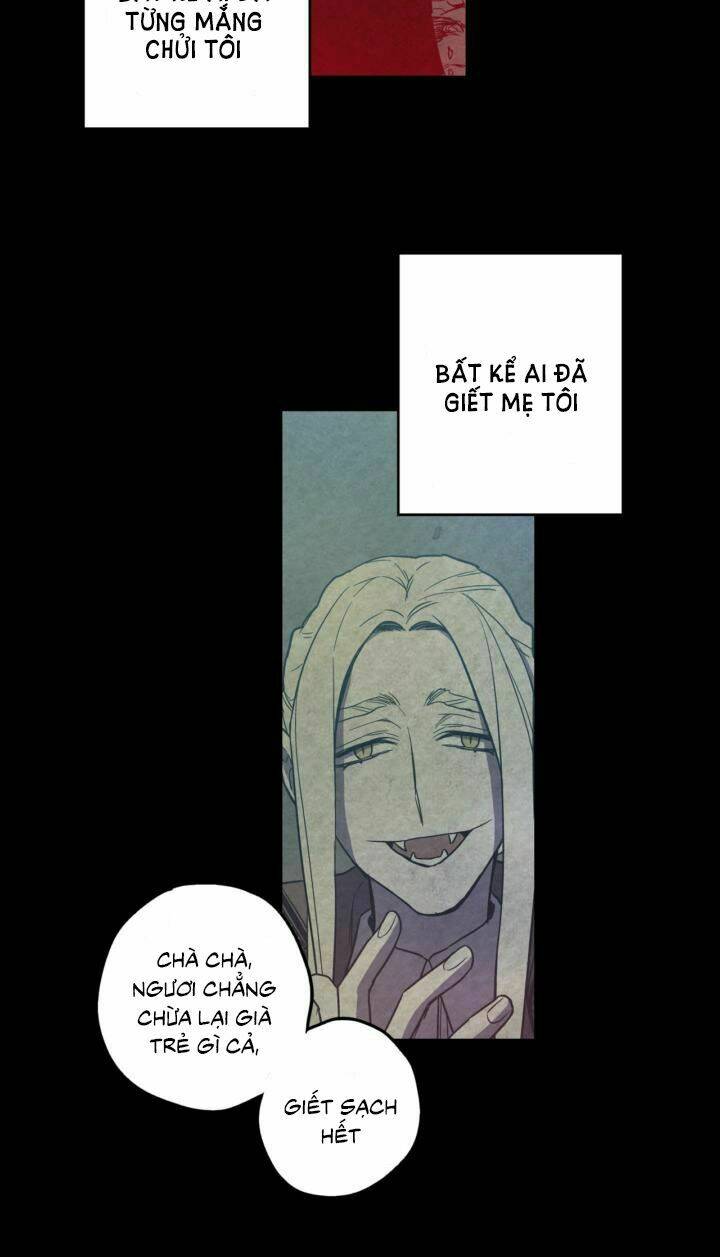 TỪNG MẮNG
CHỬI TÔI
BẤT KỂ AI ĐÃ
GIẾT MẸ TÔI
CHÀ CHÀ,
NGƯƠI CHẲNG
CHỪA LẠI GIÀ
TRẺ GÌ CẢ,
GIẾT SẠCH
HẾT